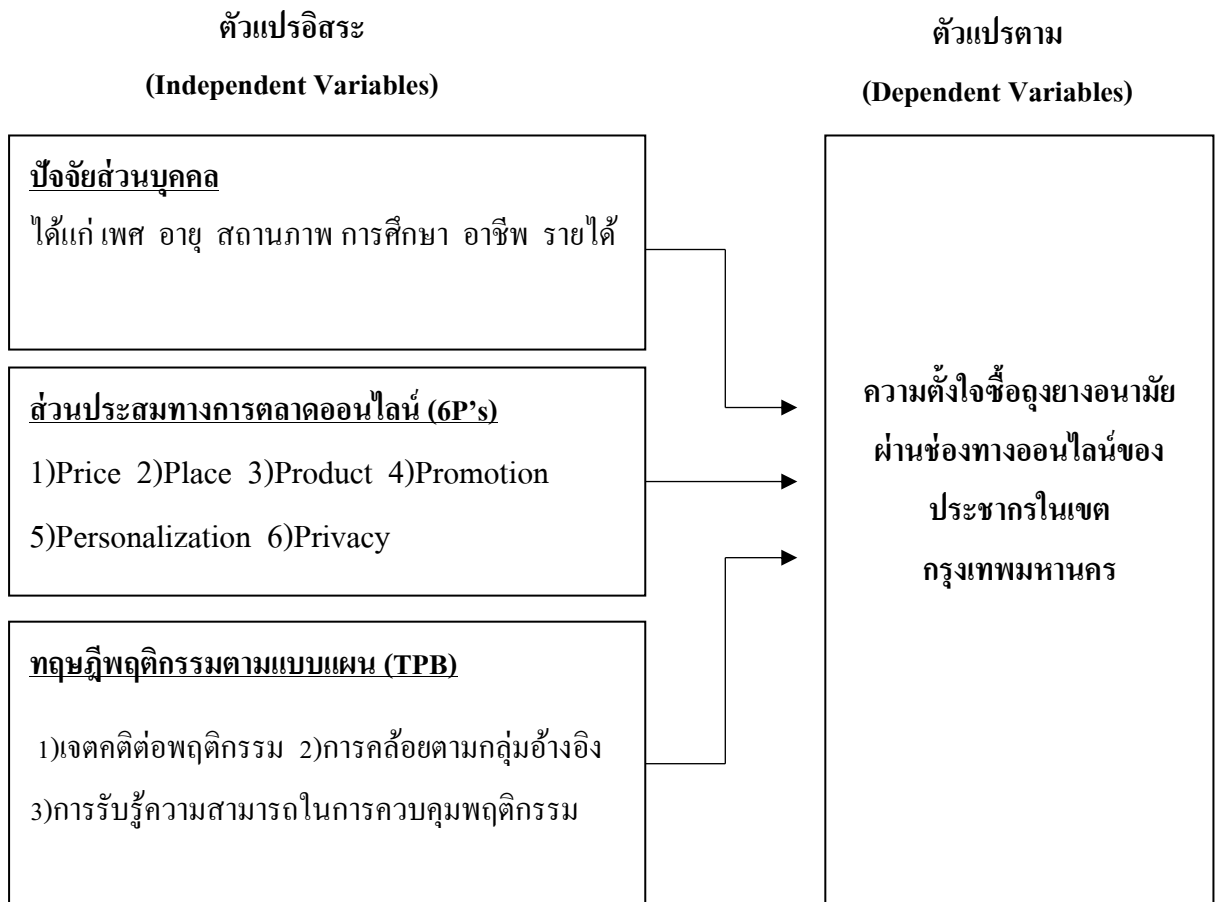 ตัวแปรอิสระ
(Independent Variables)
ตัวแปรตาม
(Dependent Variables)
ปัจจัยส่วนบุคคล
ได้แก่ เพศ อายุ สถานภาพ การศึกษา อาชีพ รายได้
ส่วนประสมทางการตลาดออนไลน์ (6P’s)
1)Price 2)Place 3)Product 4)Promotion
5)Personalization 6)Privacy
ทฤษฎีพฤติกรรมตามแบบแผน (TPB)
1)เจตคติต่อพฤติกรรม 2)การคล้อยตามกลุ่มอ้างอิง
3)การรับรู้ความสามารถในการควบคุมพฤติกรรม
ความตั้งใจซื้อถุงยางอนามัย
ผ่านช่องทางออนไลน์ของ
ประชากรในเขต
กรุงเทพมหานคร